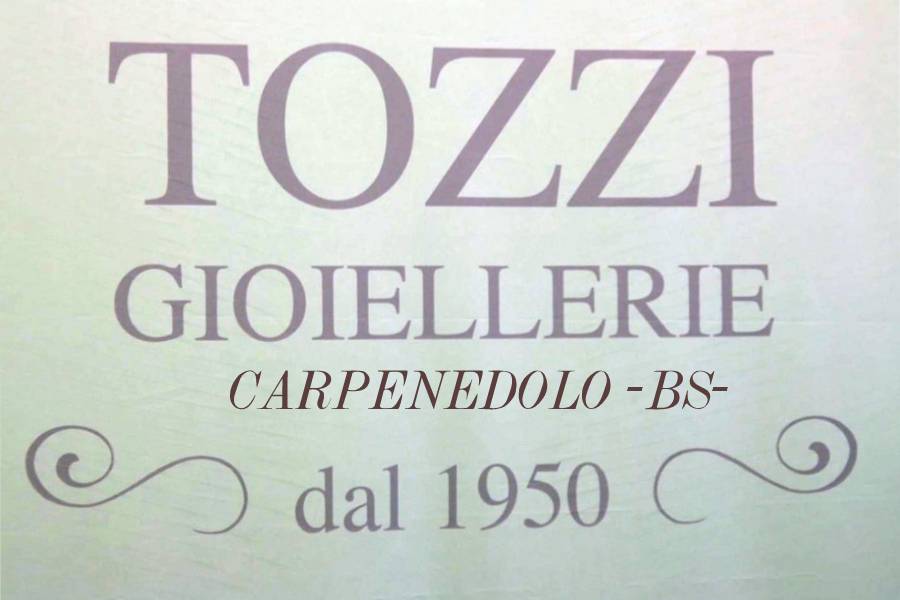 TOZZI
GIOIELLERIE
CARPENEDOLO -BS-
dal 1950